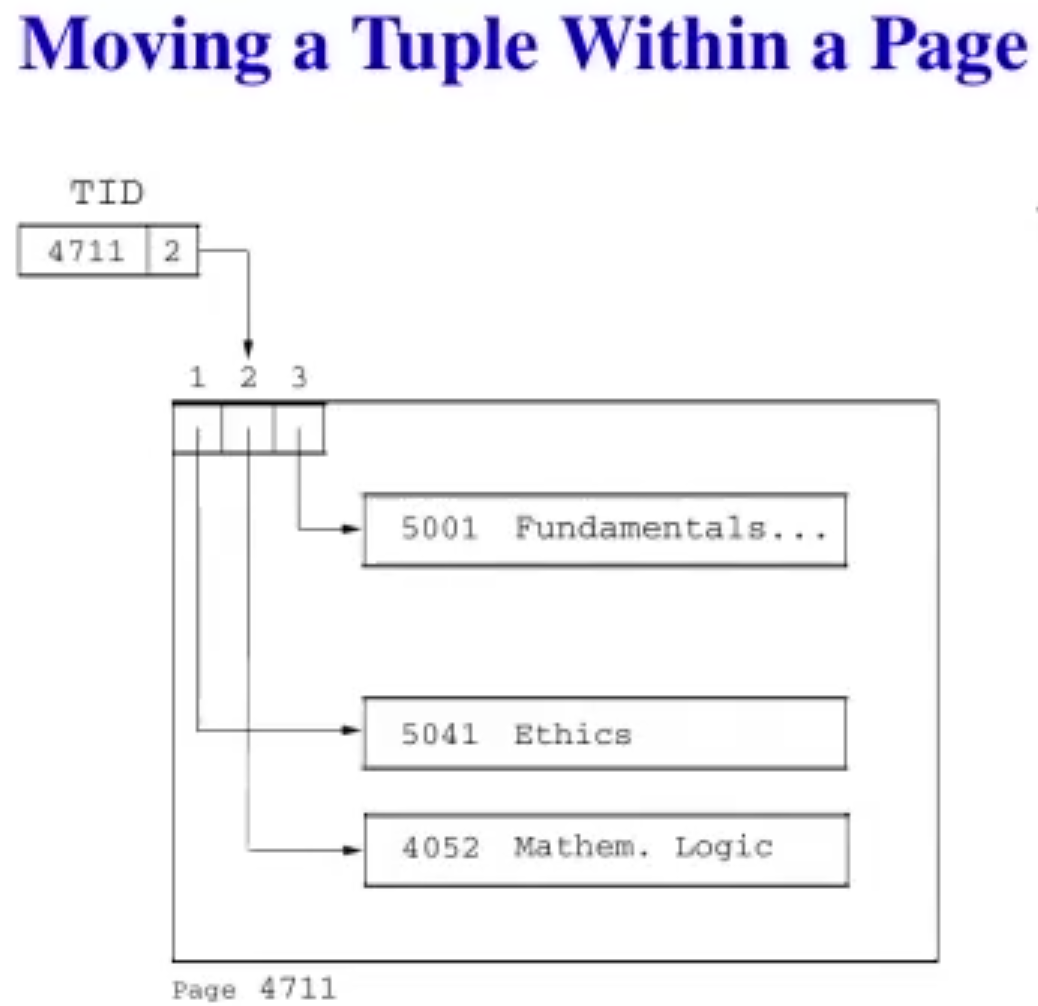 Moving a Tuple Within a Page
TID
4711 2
1 2 3
5001 Fundamentals...
5041 Ethics
4052 Mathem. Logic
Page 4711